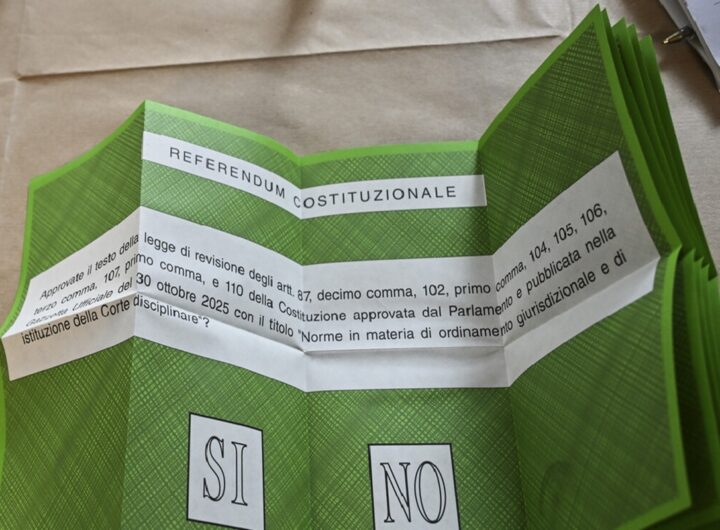 REFERENDUM COSTITUZIONALE
Approvate il testo della legge di revisione degli artt. 87, decimo comma, 102, primo comma, 104, 105, 106,
terzo comma, 107, primo comma, e 110 della Costituzione approvata dal Parlamento e pubblicata nella
Gazzetta Ufficiale del 30 ottobre 2025 con il titolo "Norme in materia di ordinamento giurisdizionale e di
istituzione della Corte disciplinare"?
SI
NO